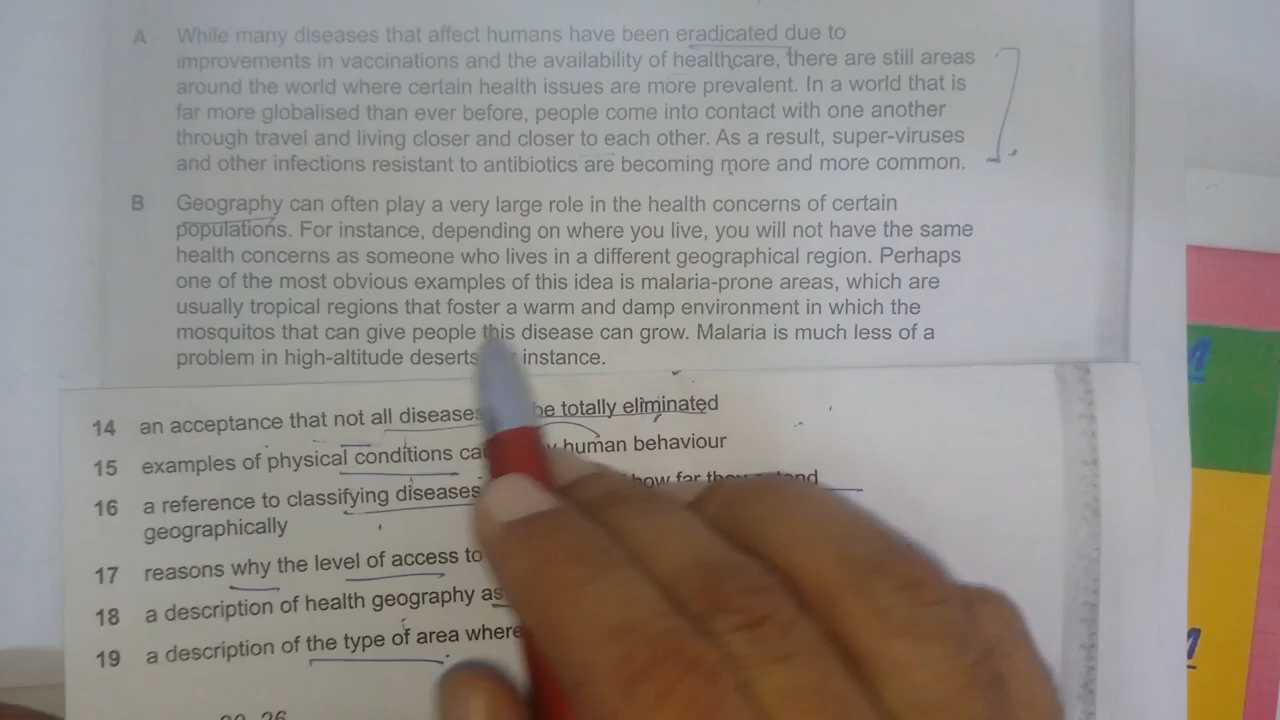 A While many diseases that affect humans have been eradicated due to
improvements in vaccinations and the availability of healthcare, there are still areas
around the world where certain health issues are more prevalent. In a world that is
far more globalised than ever before, people come into contact with one another
through travel and living closer and closer to each other. As a result, super-viruses
and other infections resistant to antibiotics are becoming more and more common.
B Geography can often play a very large role in the health concerns of certain
populations. For instance, depending on where you live, you will not have the same
health concerns as someone who lives in a different geographical region. Perhaps
one of the most obvious examples of this idea is malaria-prone areas, which are
usually tropical regions that foster a warm and damp environment in which the
mosquitos that can give people this disease can grow. Malaria is much less of a
problem in high-altitude deserts instance.
14 an acceptance that not all diseases be totally eliminated
15 examples of physical conditions human behaviour
16 a reference to classifying diseases how far they
geographically
17 reasons why the level of access to
18 a description of health geography as
19 a description of the type of area where